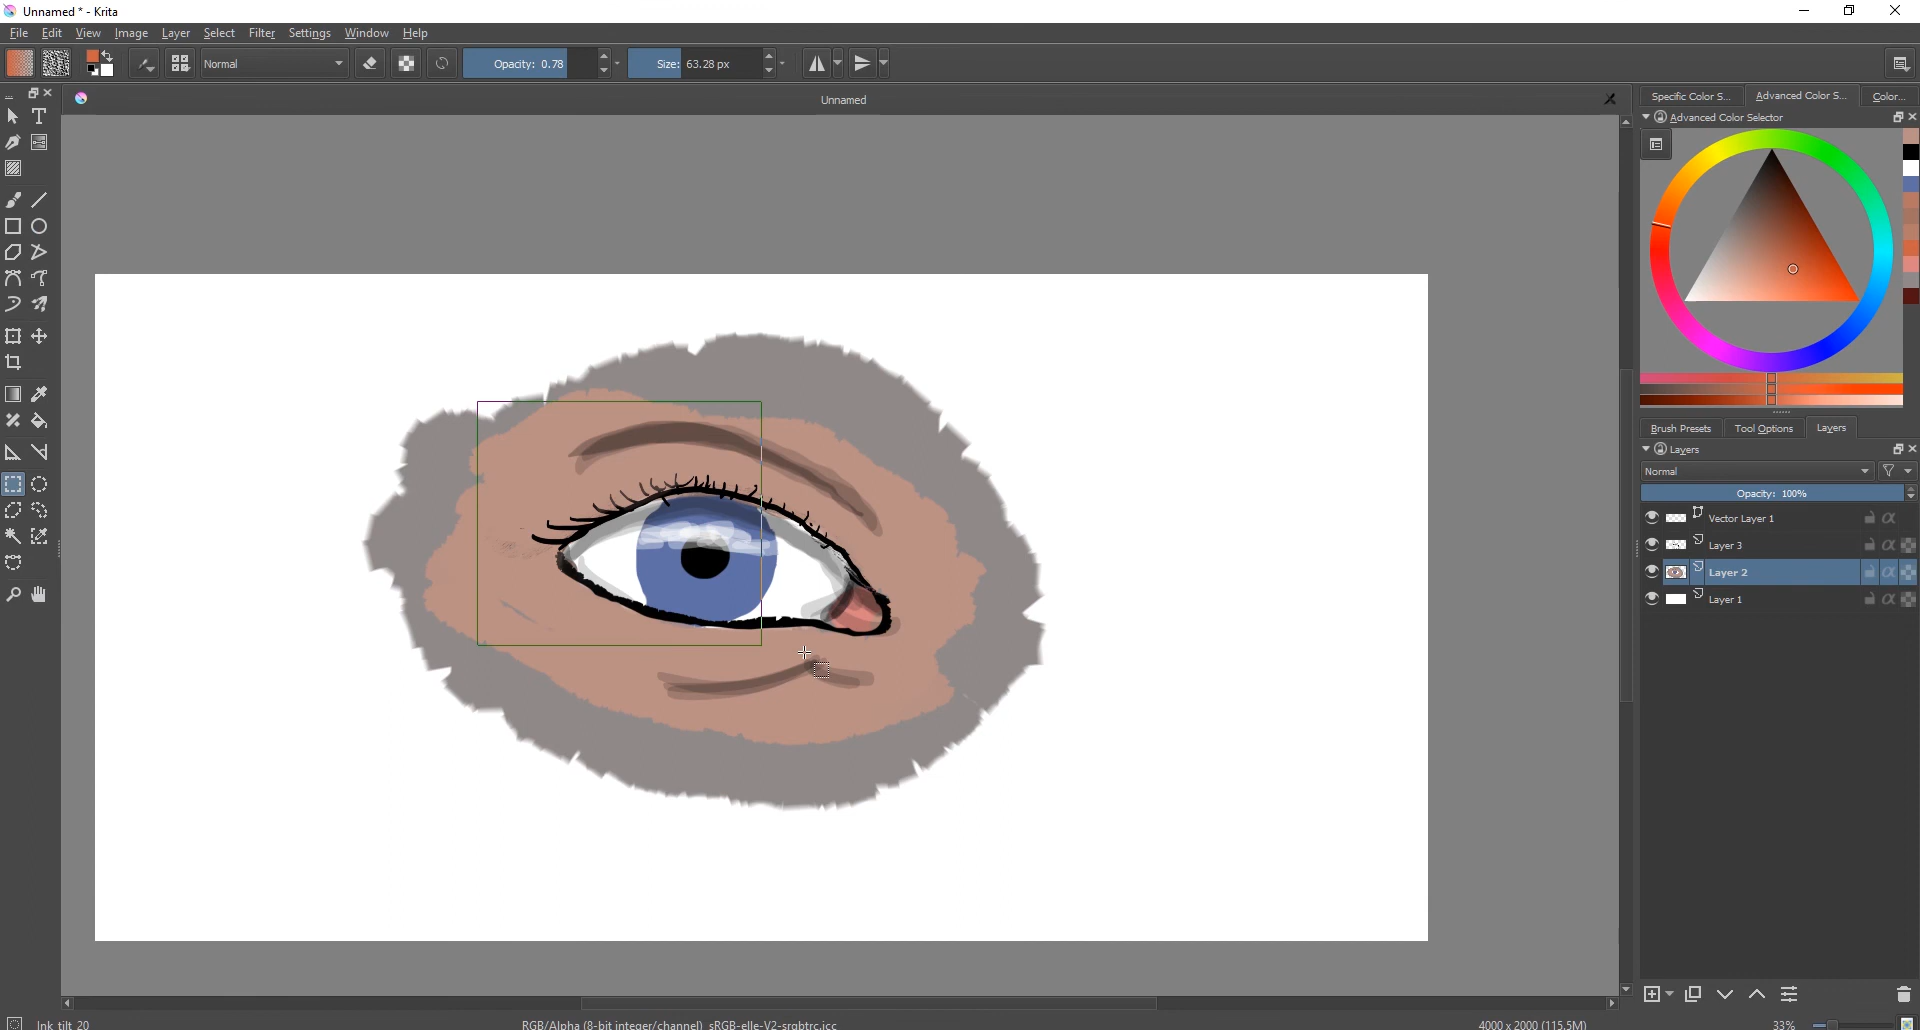 Unnamed * - Krita
File Edit View Image Layer Select Filter Settings Window Help
Normal Opacity: 0.78 Size: 63.28 px
Unnamed
Specific Color S... Advanced Color S... Color...
Advanced Color Selector
Brush Presets Tool Options Layers
Layers
Normal
Opacity: 100%
Vector Layer 1
Layer 3
Layer 2
Layer 1
Ink tilt 20 RGB/Alpha (8-bit integer/channel) sRGB-elle-V2-srgbtrc.icc 4000 x 2000 (115.5M) 33%